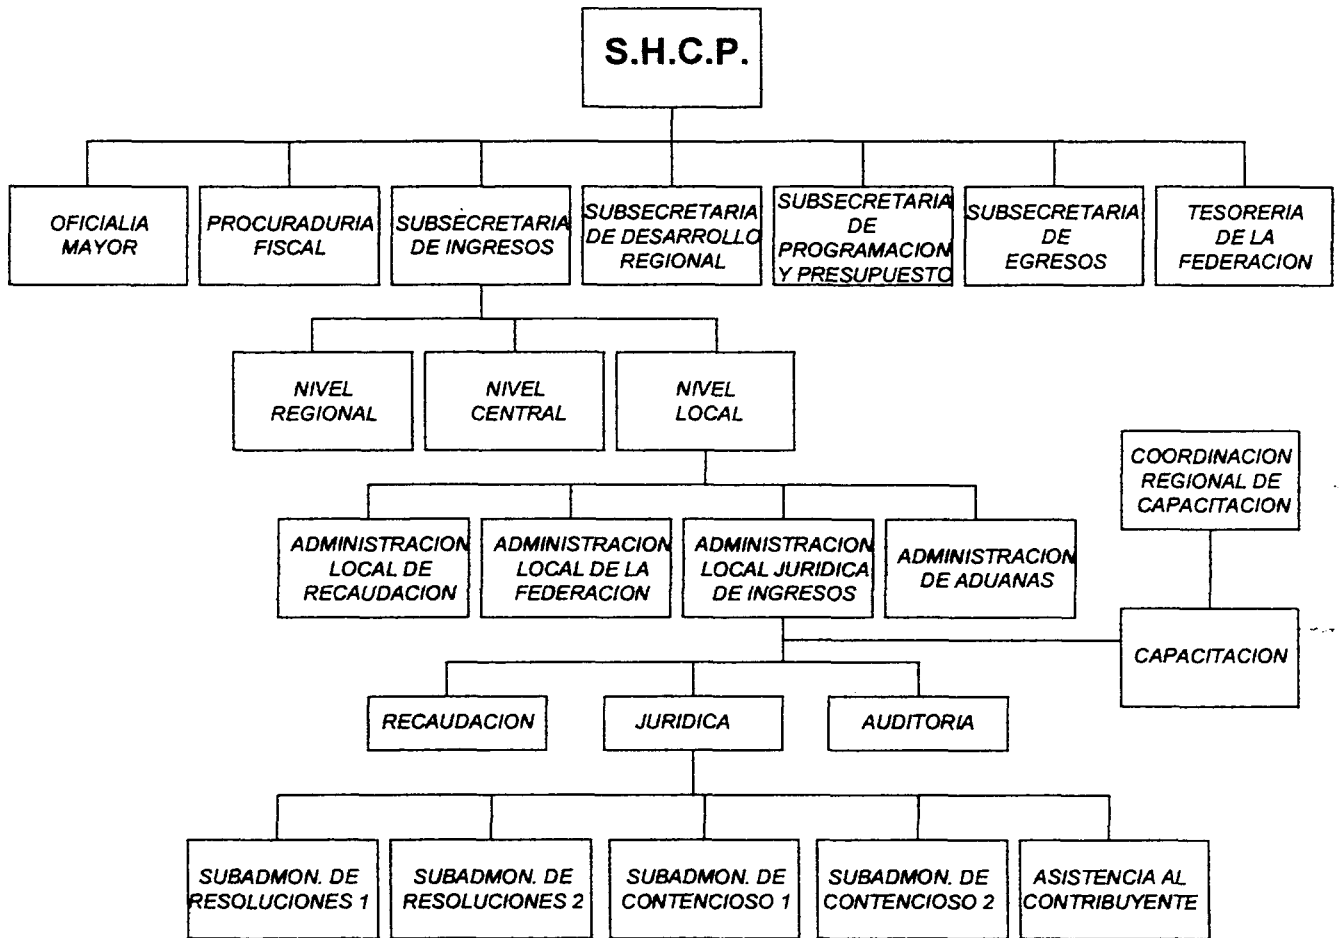 S.H.C.P.
OFICIALIA
MAYOR
PROCURADURIA
FISCAL
SUBSECRETARIA
DE INGRESOS
SUBSECRETARIA
DE DESARROLLO
REGIONAL
SUBSECRETARIA
DE
PROGRAMACION
Y PRESUPUESTO
SUBSECRETARIA
DE
EGRESOS
TESORERIA
DE LA
FEDERACION
NIVEL
REGIONAL
NIVEL
CENTRAL
NIVEL
LOCAL
COORDINACION
REGIONAL DE
CAPACITACION
ADMINISTRACION
LOCAL DE
RECAUDACION
ADMINISTRACION
LOCAL DE LA
FEDERACION
ADMINISTRACION
LOCAL JURIDICA
DE INGRESOS
ADMINISTRACION
DE ADUANAS
CAPACITACION
RECAUDACION
JURIDICA
AUDITORIA
SUBADMON. DE
RESOLUCIONES 1
SUBADMON. DE
RESOLUCIONES 2
SUBADMON. DE
CONTENCIOSO 1
SUBADMON. DE
CONTENCIOSO 2
ASISTENCIA AL
CONTRIBUYENTE